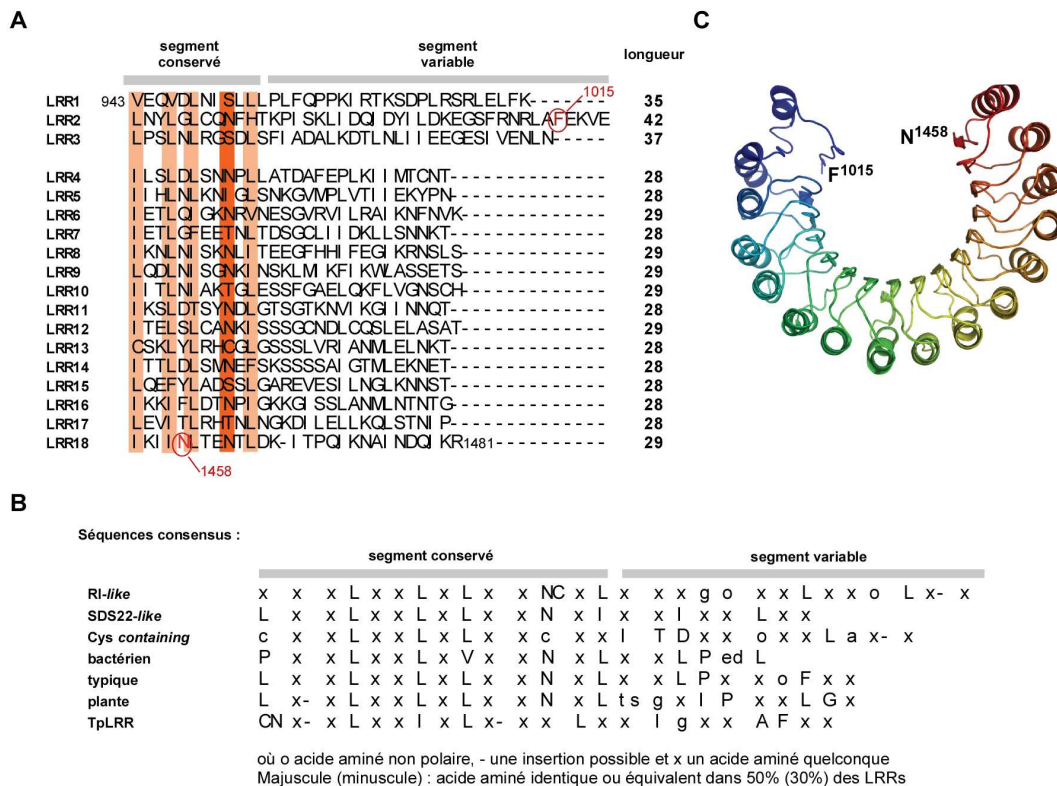 A
C
segment conservé
segment variable
longueur
LRR1 943 VEQVDLNISLLLPLFQPPKIRTKSDPLRSRLELFK------- 35
1015
LRR2 LNYLGLCQNFHTKPISKLIDQIDYILDKEGSFRNRLAFEKVE 42
LRR3 LPSLNLRGSDLSFIADALKDTLNLIIEEGESIVENLN----- 37
LRR4 ILSLDLSNNPLLATDAFEPLKIIMTCNT-------------- 28
LRR5 IIHLNLKNIGLSNKGVMPLVTIIEKYPN-------------- 28
LRR6 IETLQIGKNRVNESGVRVILRAIKNFNVK------------- 29
LRR7 LETLGFEETNLTDSGCLIIDKLLSNNKT-------------- 28
LRR8 IKNLNISKNLITEEGFHHIFEGIKRNSLS------------- 29
LRR9 LQDLNISGNKINSKLMIKFIKWLASSETS------------- 29
LRR10 IITLNIAKTGLESSFGAELQKFLVGNSCH------------- 29
LRR11 IKSLDTSYNDLGTSGTKNVIKGIINNQT-------------- 28
LRR12 ITELSLCANKISSSGCNDLCQSLELASAT------------- 29
LRR13 CSKLYLRHCGLGSSSLVRIANMLELNKT-------------- 28
LRR14 ITTLDLSMNEFSKSSSSAIGTMLEKNET-------------- 28
LRR15 LQEFYLADSSLGAREVESILNGLKNNST-------------- 28
LRR16 IKKIFLDTNPIGKKGISSLANMLNTNTG-------------- 28
LRR17 LEVITLRHTNLNGKDILELLKQLSTNIP-------------- 28
LRR18 IKIINLTENTLDK-ITPQIKNAINDQIKR1481------------ 29
1458
N1458
F1015
B
Séquences consensus :
segment conservé
segment variable
RI-like x x x L x x L x L x x NC x L x x x g o x x L x x o L x- x
SDS22-like L x x L x x L x L x x N x I x x I x x L x x
Cys containing c x x L x x L x L x x c x x I T D x x o x x L a x- x
bactérien P x x L x x L x V x x N x L x x L P ed L
typique L x x L x x L x L x x N x L x x L P x x o F x x
plante L x- x L x x L x L x x N x L t s g x I P x x L G x
TpLRR CN x- x L x x I x L x- x x L x x I g x x A F x x
où o acide aminé non polaire, - une insertion possible et x un acide aminé quelconque
Majuscule (minuscule) : acide aminé identique ou équivalent dans 50% (30%) des LRRs